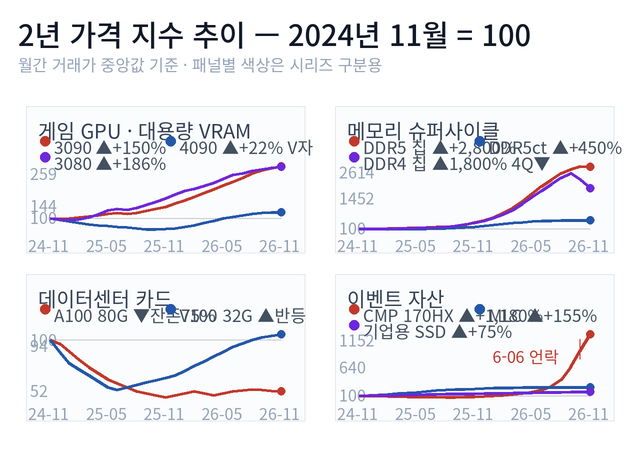 2년 가격 지수 추이 — 2024년 11월 = 100
월간 거래가 중앙값 기준 · 패널별 색상은 시리즈 구분용
게임 GPU · 대용량 VRAM
3090 ▲+150%
4090 ▲+22% V자
3080 ▲+186%
259
144
100
24-11 25-05 25-11 26-05 26-11
메모리 슈퍼사이클
DDR5 칩 ▲+2,800%
▲+450%
DDR4 칩 ▲1,800% 4Q▼
2614
1452
100
24-11 25-05 25-11 26-05 26-11
데이터센터 카드
A100 80G ▼잔존
V100 32G ▲반등
100
94
52
24-11 25-05 25-11 26-05 26-11
이벤트 자산
CMP 170HX ▲+1,180%
▲+155%
기업용 SSD ▲+75%
1152
6-06 언락
640
100
24-11 25-05 25-11 26-05 26-11